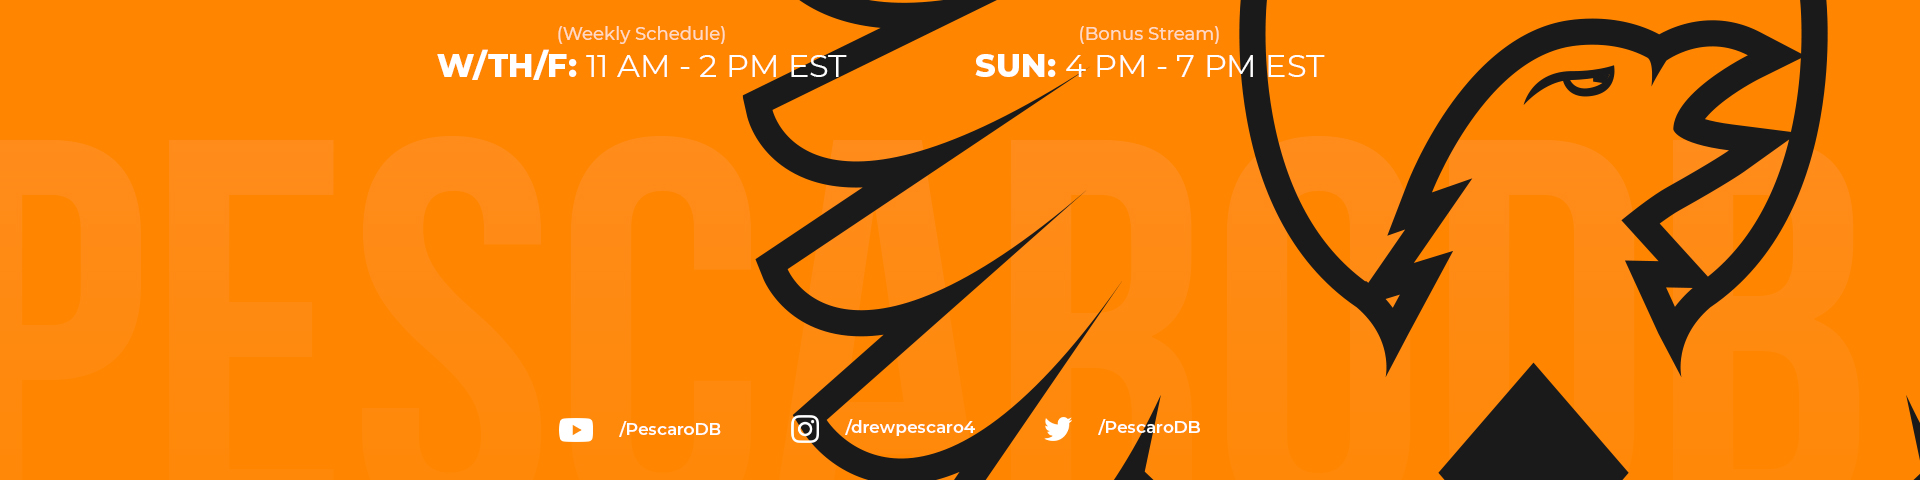 (Weekly Schedule)
W/TH/F: 11 AM - 2 PM EST
(Bonus Stream)
SUN: 4 PM - 7 PM EST
PESCARODB
/PescaroDB
/drewpescaro4
/PescaroDB